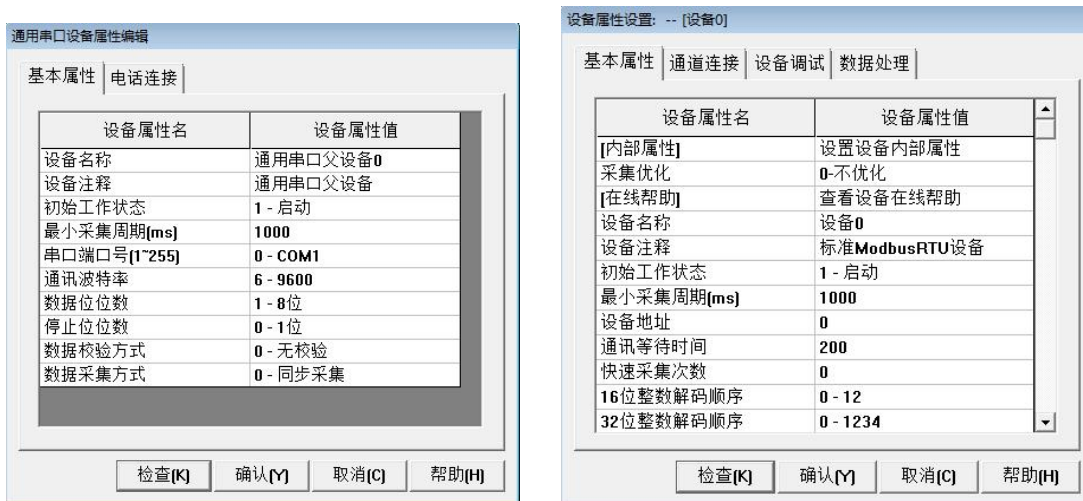 通用串口设备属性编辑
基本属性 电话连接
设备属性名 设备属性值
设备名称 通用串口父设备0
设备注释 通用串口父设备
初始工作状态 1 - 启动
最小采集周期(ms) 1000
串口端口号(1~255) 0 - COM1
通讯波特率 6 - 9600
数据位位数 1 - 8位
停止位位数 0 - 1位
数据校验方式 0 - 无校验
数据采集方式 0 - 同步采集
检查(K) 确认(Y) 取消(C) 帮助(H)
设备属性设置: -- [设备0]
基本属性 通道连接 设备调试 数据处理
设备属性名 设备属性值
[内部属性] 设置设备内部属性
采集优化 0-不优化
[在线帮助] 查看设备在线帮助
设备名称 设备0
设备注释 标准ModbusRTU设备
初始工作状态 1 - 启动
最小采集周期(ms) 1000
设备地址 0
通讯等待时间 200
快速采集次数 0
16位整数解码顺序 0 - 12
32位整数解码顺序 0 - 1234
检查(K) 确认(Y) 取消(C) 帮助(H)